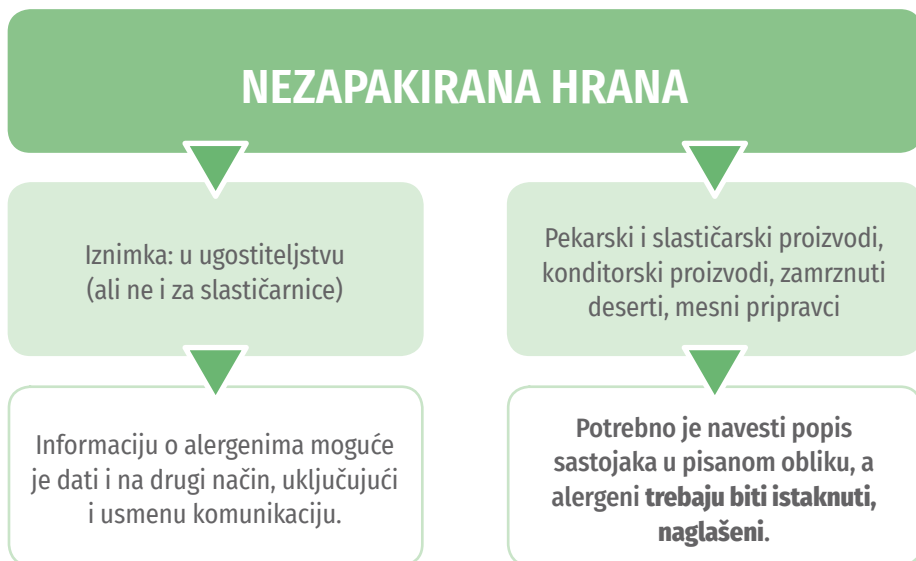 NEZAPAKIRANA HRANA
Iznimka: u ugostiteljstvu
(ali ne i za slastičarnice)
Informaciju o alergenima moguće
je dati i na drugi način, uključujući
i usmenu komunikaciju.
Pekarski i slastičarski proizvodi,
konditorski proizvodi, zamrznuti
deserti, mesni pripravci
Potrebno je navesti popis
sastojaka u pisanom obliku, a
alergeni trebaju biti istaknuti,
naglašeni.